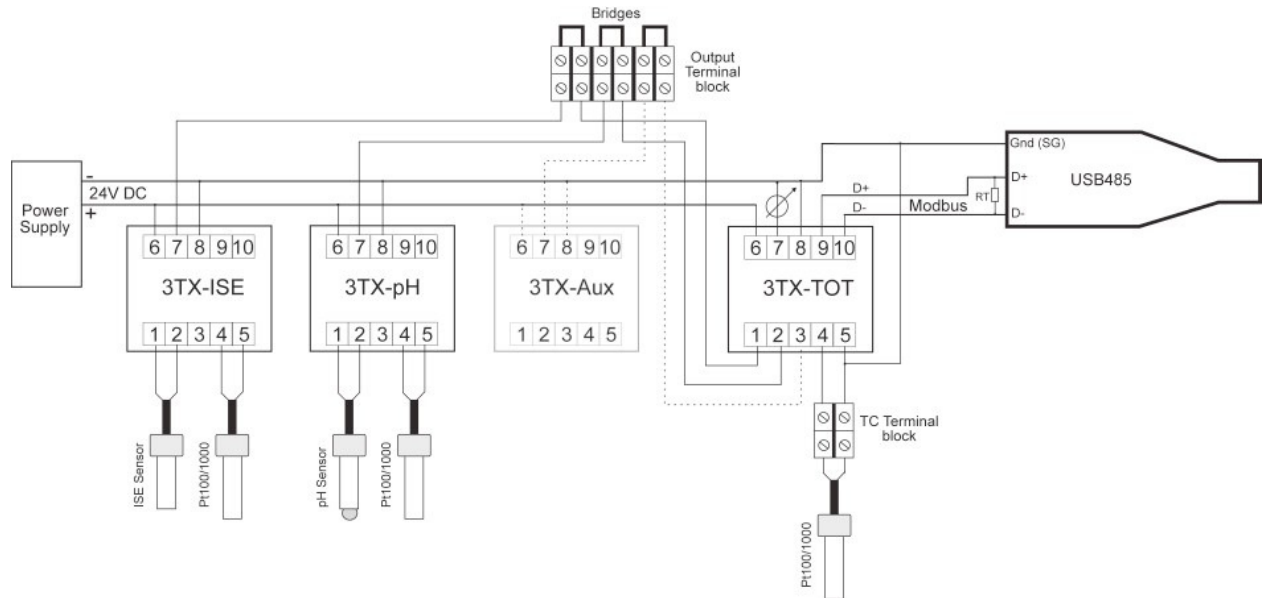 Bridges
Output
Terminal
block
Gnd (SG)
D+
USB485
RT
D-
-
24V DC
+
Power
Supply
D+
D-
Modbus
6 7 8 9 10
3TX-ISE
1 2 3 4 5
6 7 8 9 10
3TX-pH
1 2 3 4 5
6 7 8 9 10
3TX-Aux
1 2 3 4 5
6 7 8 9 10
3TX-TOT
1 2 3 4 5
TC Terminal
block
ISE Sensor
Pt100/1000
pH Sensor
Pt100/1000
Pt100/1000